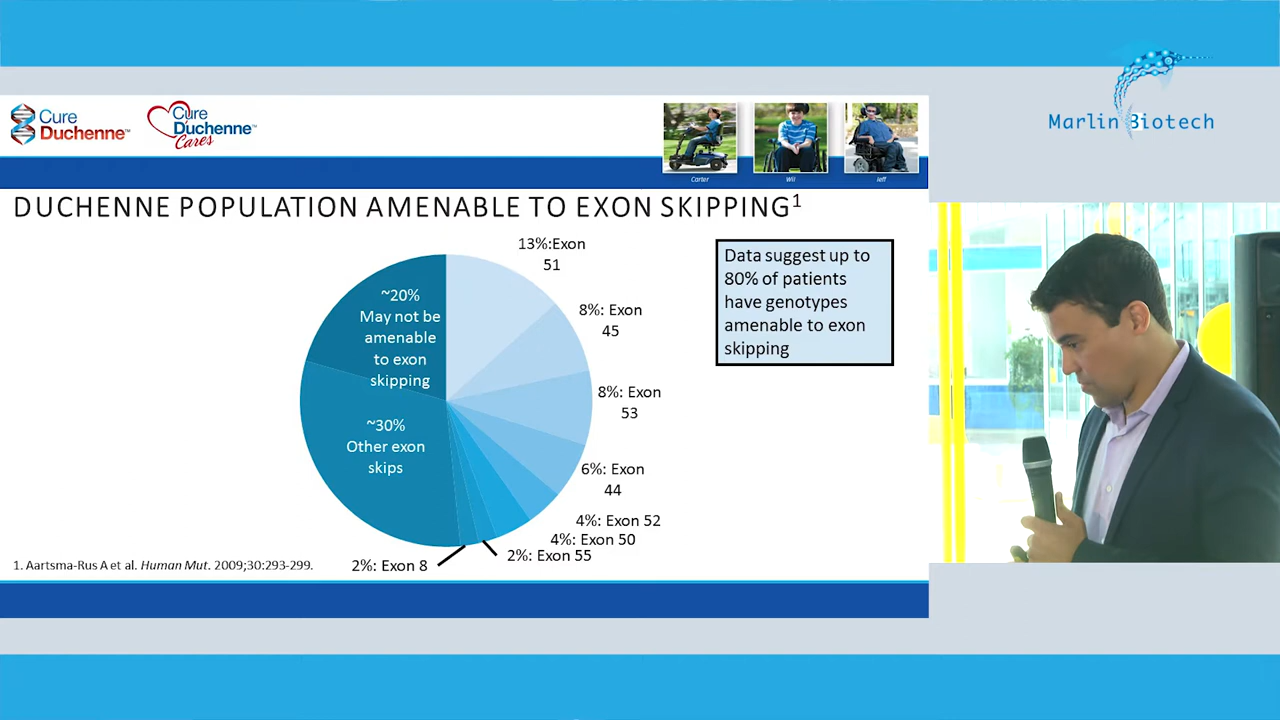 Cure
Duchenne™
Cure
Duchenne™
Cares
Marlin Biotech
Carter
Will
Jeff
DUCHENNE POPULATION AMENABLE TO EXON SKIPPING1
13%:Exon
51
8%: Exon
45
8%: Exon
53
6%: Exon
44
4%: Exon 52
4%: Exon 50
2%: Exon 55
2%: Exon 8
~30%
Other exon
skips
~20%
May not be
amenable
to exon
skipping
Data suggest up to
80% of patients
have genotypes
amenable to exon
skipping
1. Aartsma-Rus A et al. Human Mut. 2009;30:293-299.